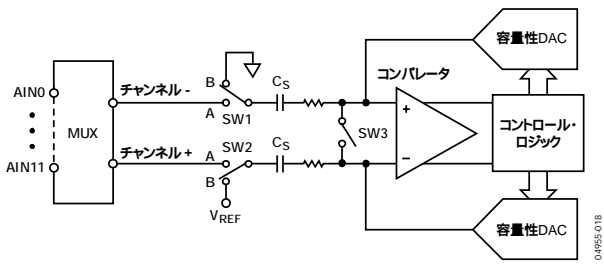 容量性DAC
B
AIN0
チャンネル -
A
SW1
CS
コンパレータ
+
MUX
SW3
コントロール・
ロジック
チャンネル +
A
SW2
CS
–
AIN11
B
VREF
容量性DAC
04955-018